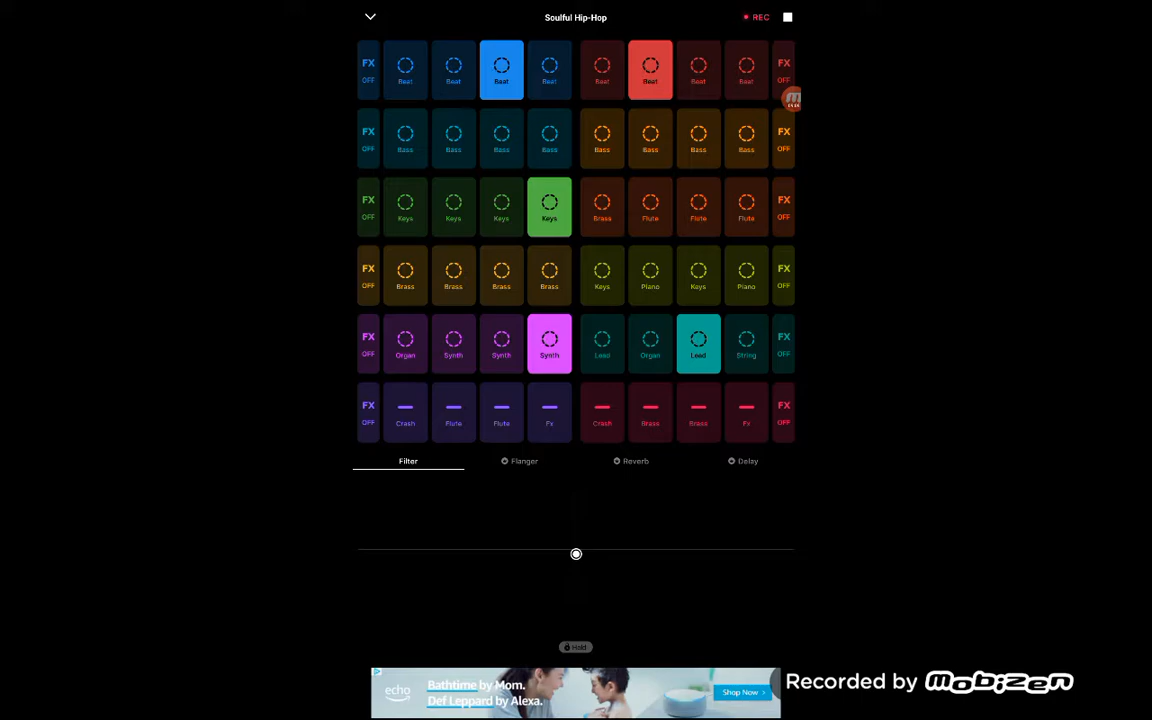 Soulful Hip-Hop
REC
FX Beat Beat Beat Beat Beat Beat Beat Beat FX
OFF OFF
FX Bass Bass Bass Bass Bass Bass Bass Bass FX
OFF OFF
FX Keys Keys Keys Keys Brass Flute Flute Flute FX
OFF OFF
FX Brass Brass Brass Brass Keys Piano Keys Piano FX
OFF OFF
FX Organ Synth Synth Synth Lead Organ Lead String FX
OFF OFF
FX Crash Flute Flute Fx Crash Brass Brass Fx FX
OFF OFF
Filter Flanger Reverb Delay
Hold
echo
Bathtime by Mom.
Def Leppard by Alexa.
Shop Now >
Recorded by mobizen